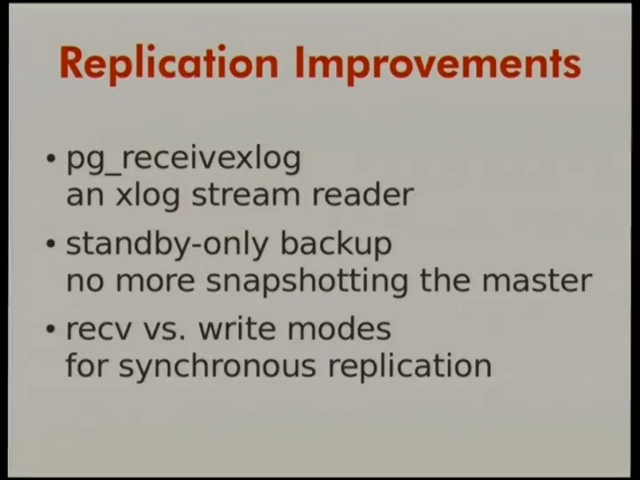 Replication Improvements
• pg_receivexlog
an xlog stream reader
• standby-only backup
no more snapshotting the master
• recv vs. write modes
for synchronous replication